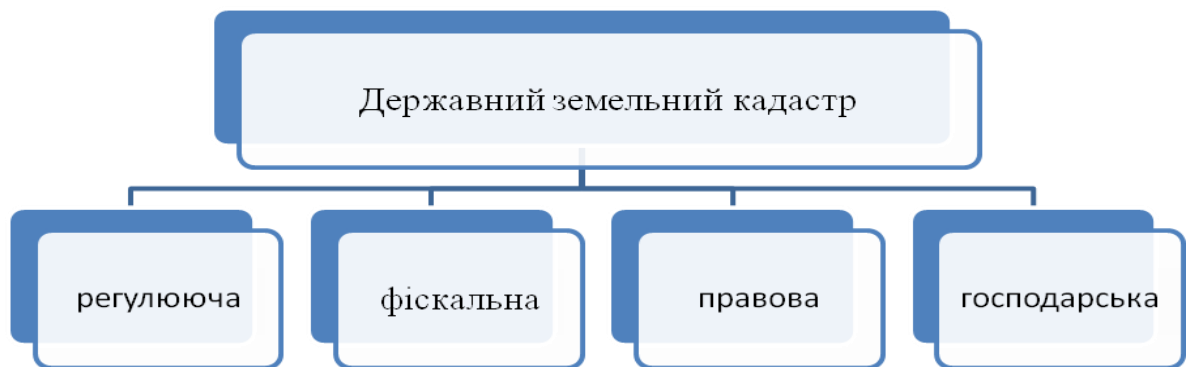 Державний земельний кадастр
регулююча
фіскальна
правова
господарська